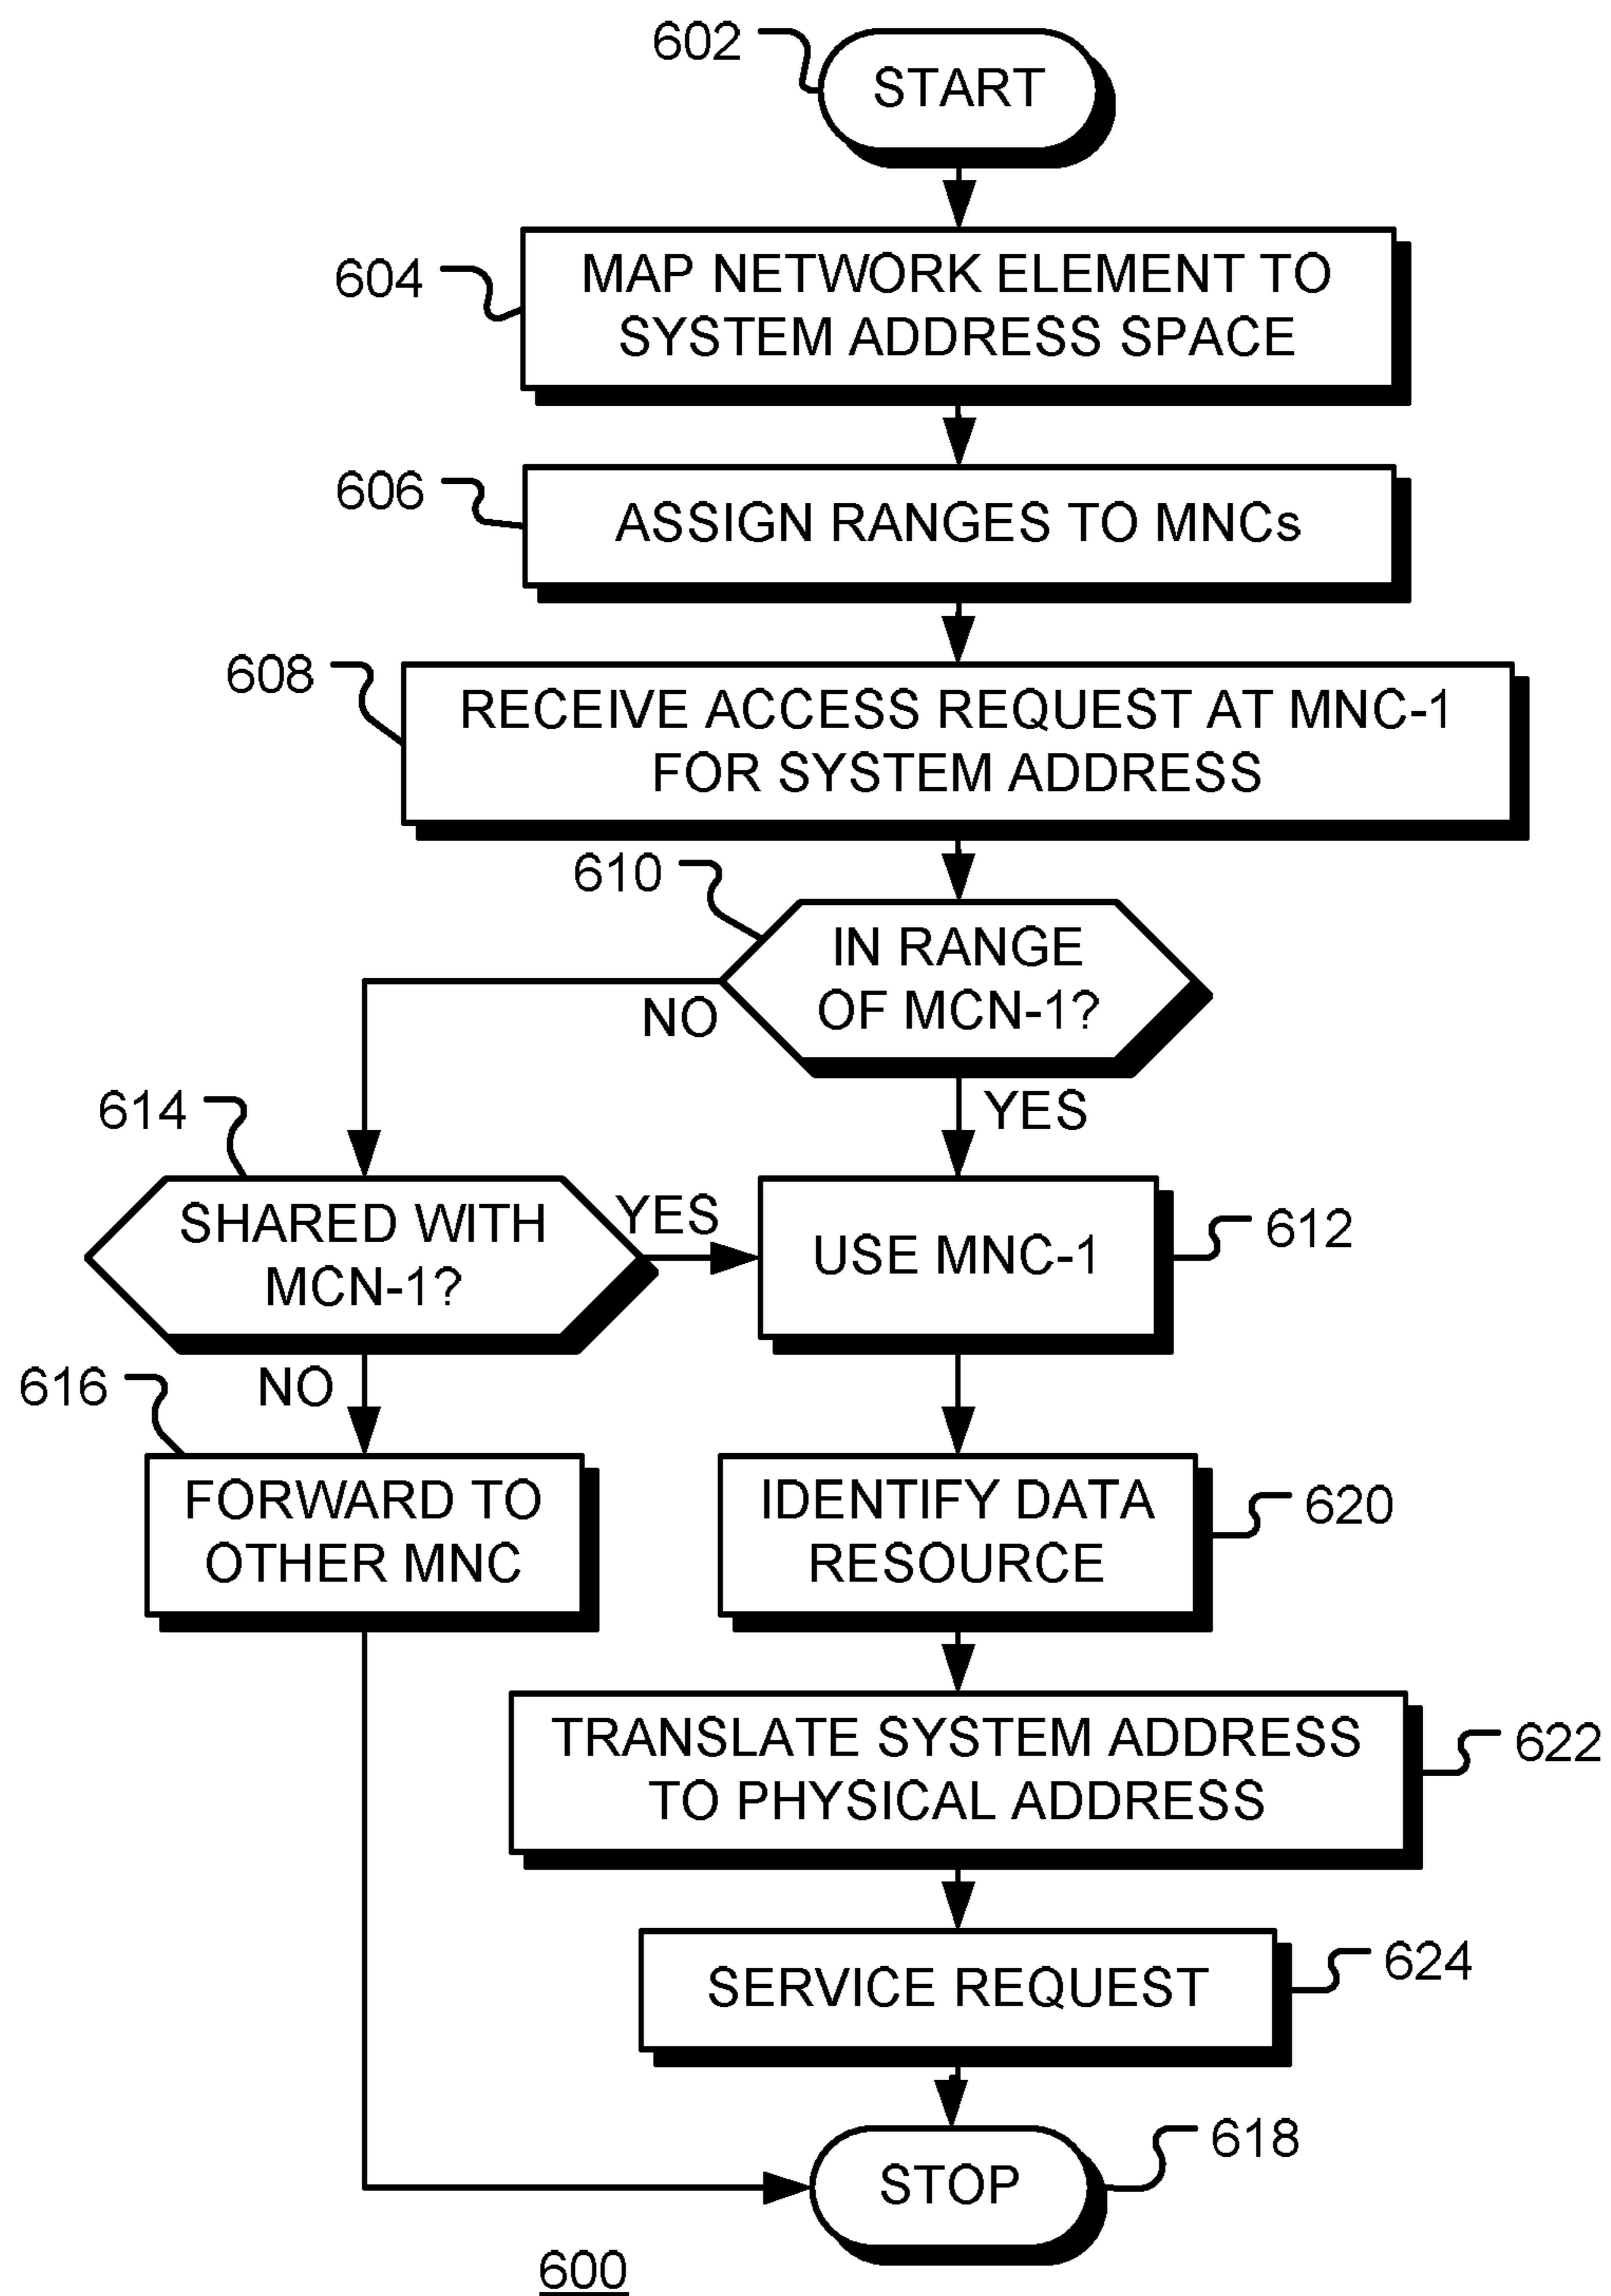 602
START
604
MAP NETWORK ELEMENT TO
SYSTEM ADDRESS SPACE
606
ASSIGN RANGES TO MNCs
608
RECEIVE ACCESS REQUEST AT MNC-1
FOR SYSTEM ADDRESS
610
IN RANGE
OF MCN-1?
NO
YES
614
SHARED WITH
MCN-1?
YES
USE MNC-1
612
616
NO
FORWARD TO
OTHER MNC
IDENTIFY DATA
RESOURCE
620
TRANSLATE SYSTEM ADDRESS
TO PHYSICAL ADDRESS
622
SERVICE REQUEST
624
STOP
618
600